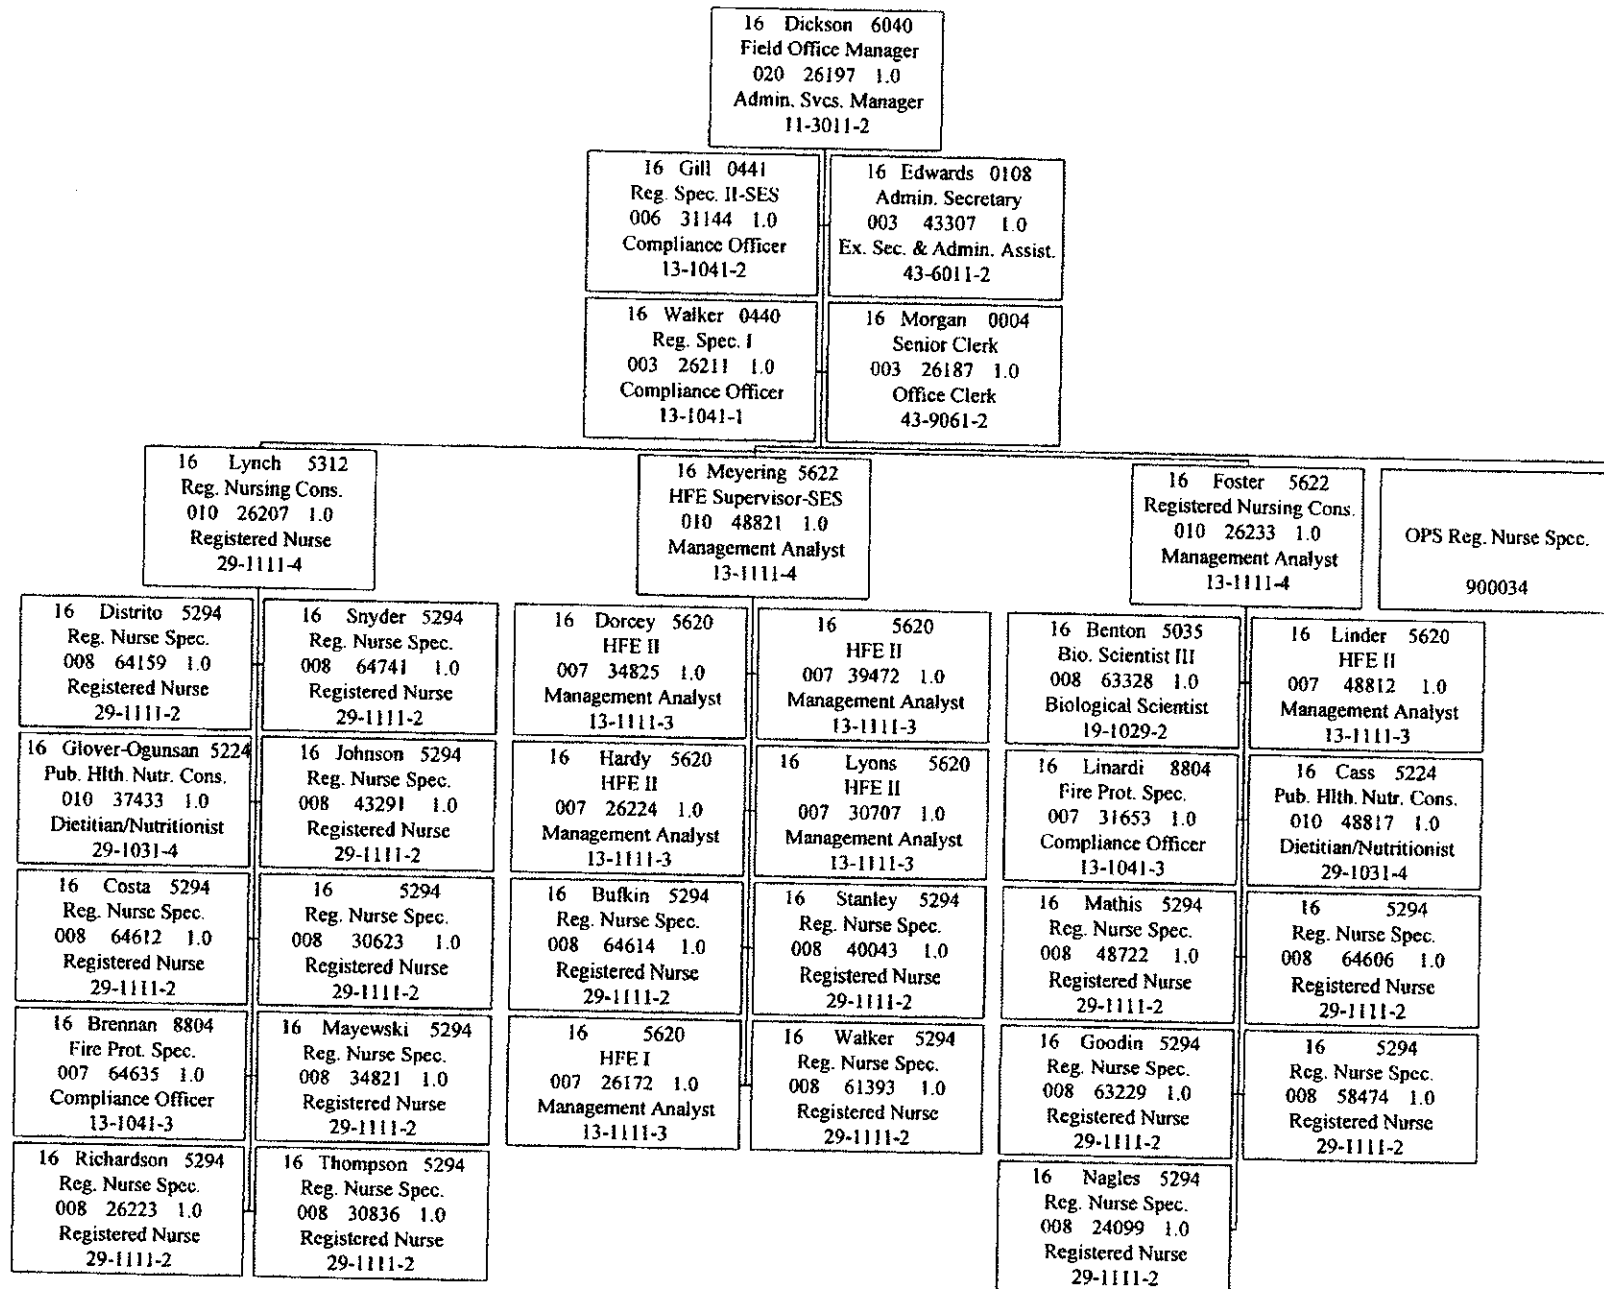 16 Dickson 6040
Field Office Manager
020 26197 1.0
Admin. Svcs. Manager
11-3011-2
16 Gill 0441
Reg. Spec. II-SES
006 31144 1.0
Compliance Officer
13-1041-2
16 Edwards 0108
Admin. Secretary
003 43307 1.0
Ex. Sec. & Admin. Assist.
43-6011-2
16 Walker 0440
Reg. Spec. I
003 26211 1.0
Compliance Officer
13-1041-1
16 Morgan 0004
Senior Clerk
003 26187 1.0
Office Clerk
43-9061-2
16 Lynch 5312
Reg. Nursing Cons.
010 26207 1.0
Registered Nurse
29-1111-4
16 Meyering 5622
HFE Supervisor-SES
010 48821 1.0
Management Analyst
13-1111-4
16 Foster 5622
Registered Nursing Cons.
010 26233 1.0
Management Analyst
13-1111-4
OPS Reg. Nurse Spec.
900034
16 Distrito 5294
Reg. Nurse Spec.
008 64159 1.0
Registered Nurse
29-1111-2
16 Snyder 5294
Reg. Nurse Spec.
008 64741 1.0
Registered Nurse
29-1111-2
16 Dorcey 5620
HFE II
007 34825 1.0
Management Analyst
13-1111-3
16 5620
HFE II
007 39472 1.0
Management Analyst
13-1111-3
16 Benton 5035
Bio. Scientist III
008 63328 1.0
Biological Scientist
19-1029-2
16 Linder 5620
HFE II
007 48812 1.0
Management Analyst
13-1111-3
16 Glover-Ogunsan 5224
Pub. Hlth. Nutr. Cons.
010 37433 1.0
Dietitian/Nutritionist
29-1031-4
16 Johnson 5294
Reg. Nurse Spec.
008 43291 1.0
Registered Nurse
29-1111-2
16 Hardy 5620
HFE II
007 26224 1.0
Management Analyst
13-1111-3
16 Lyons 5620
HFE II
007 30707 1.0
Management Analyst
13-1111-3
16 Linardi 8804
Fire Prot. Spec.
007 31653 1.0
Compliance Officer
13-1041-3
16 Cass 5224
Pub. Hlth. Nutr. Cons.
010 48817 1.0
Dietitian/Nutritionist
29-1031-4
16 Costa 5294
Reg. Nurse Spec.
008 64612 1.0
Registered Nurse
29-1111-2
16 5294
Reg. Nurse Spec.
008 30623 1.0
Registered Nurse
29-1111-2
16 Bufkin 5294
Reg. Nurse Spec.
008 64614 1.0
Registered Nurse
29-1111-2
16 Stanley 5294
Reg. Nurse Spec.
008 40043 1.0
Registered Nurse
29-1111-2
16 Mathis 5294
Reg. Nurse Spec.
008 48722 1.0
Registered Nurse
29-1111-2
16 5294
Reg. Nurse Spec.
008 64606 1.0
Registered Nurse
29-1111-2
16 Brennan 8804
Fire Prot. Spec.
007 64635 1.0
Compliance Officer
13-1041-3
16 Mayewski 5294
Reg. Nurse Spec.
008 34821 1.0
Registered Nurse
29-1111-2
16 5620
HFE I
007 26172 1.0
Management Analyst
13-1111-3
16 Walker 5294
Reg. Nurse Spec.
008 61393 1.0
Registered Nurse
29-1111-2
16 Goodin 5294
Reg. Nurse Spec.
008 63229 1.0
Registered Nurse
29-1111-2
16 5294
Reg. Nurse Spec.
008 58474 1.0
Registered Nurse
29-1111-2
16 Richardson 5294
Reg. Nurse Spec.
008 26223 1.0
Registered Nurse
29-1111-2
16 Thompson 5294
Reg. Nurse Spec.
008 30836 1.0
Registered Nurse
29-1111-2
16 Nagles 5294
Reg. Nurse Spec.
008 24099 1.0
Registered Nurse
29-1111-2